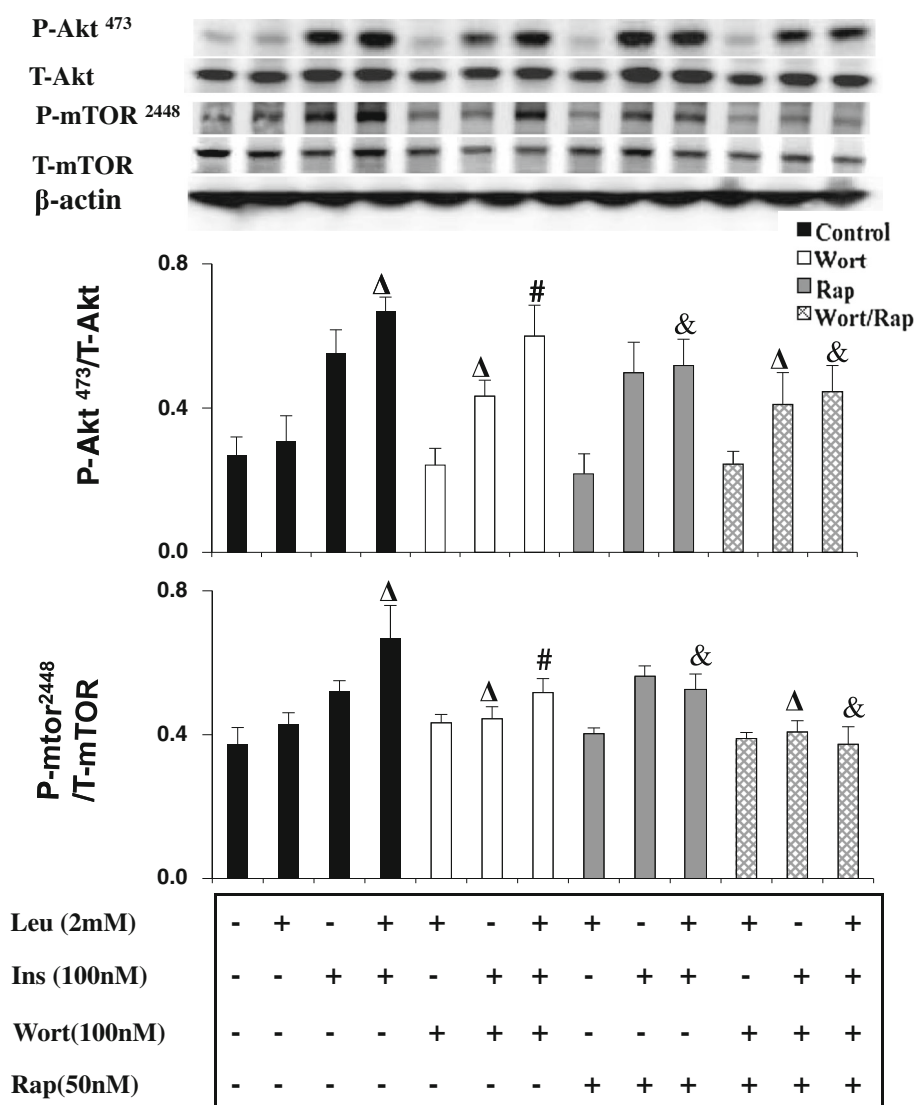 P-Akt 473
T-Akt
P-mTOR 2448
T-mTOR
β-actin
Control
Wort
Rap
Wort/Rap
P-Akt 473/T-Akt
0.8
0.4
0.0
Δ
Δ
#
&
Δ
&
P-mtor2448
/T-mTOR
0.8
0.4
0.0
Δ
Δ
#
&
Δ
&
Leu (2mM) - + - + + - + + - + + - +
Ins (100nM) - - + + - + + - + + - + +
Wort(100nM) - - - - + + + - - - + + +
Rap(50nM) - - - - - - - + + + + + +